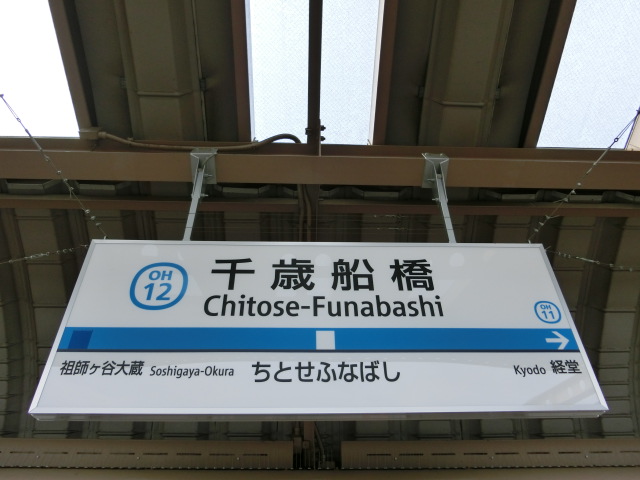 OH
12
千歳船橋
Chitose-Funabashi
OH
11
祖師ヶ谷大蔵 Soshigaya-Okura ちとせふなばし Kyodo 経堂